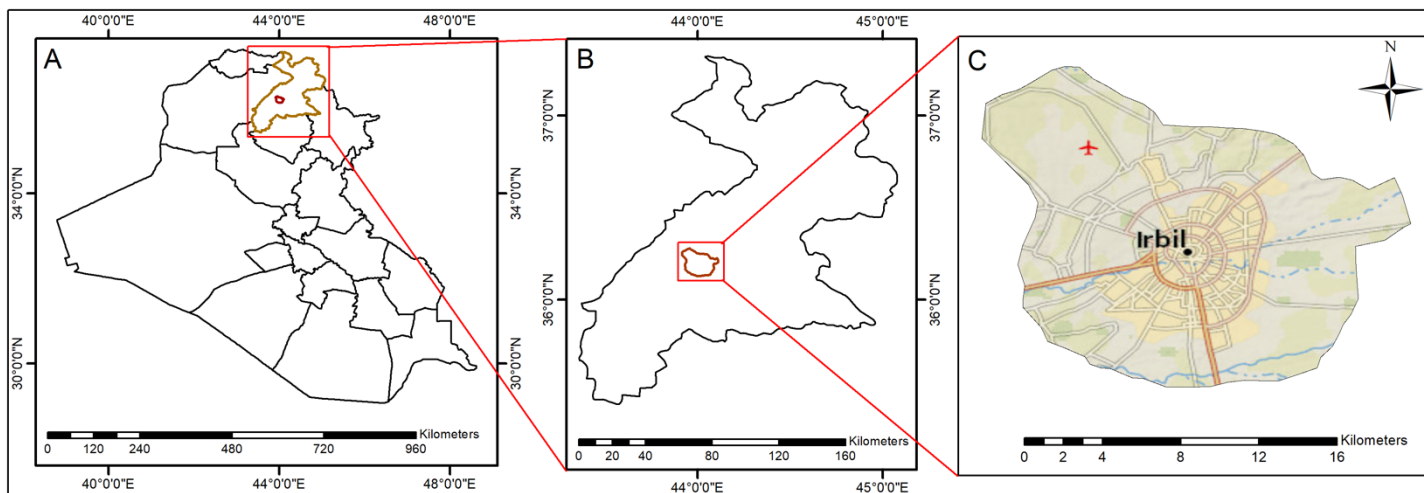 40°0'0"E 44°0'0"E 48°0'0"E
A
34°0'0"N 34°0'0"N
30°0'0"N 30°0'0"N
Kilometers
0 120 240 480 720 960
40°0'0"E 44°0'0"E 48°0'0"E
44°0'0"E 45°0'0"E
B
37°0'0"N 37°0'0"N
36°0'0"N 36°0'0"N
Kilometers
0 20 40 80 120 160
44°0'0"E 45°0'0"E
C
N
Irbil
Kilometers
0 2 4 8 12 16